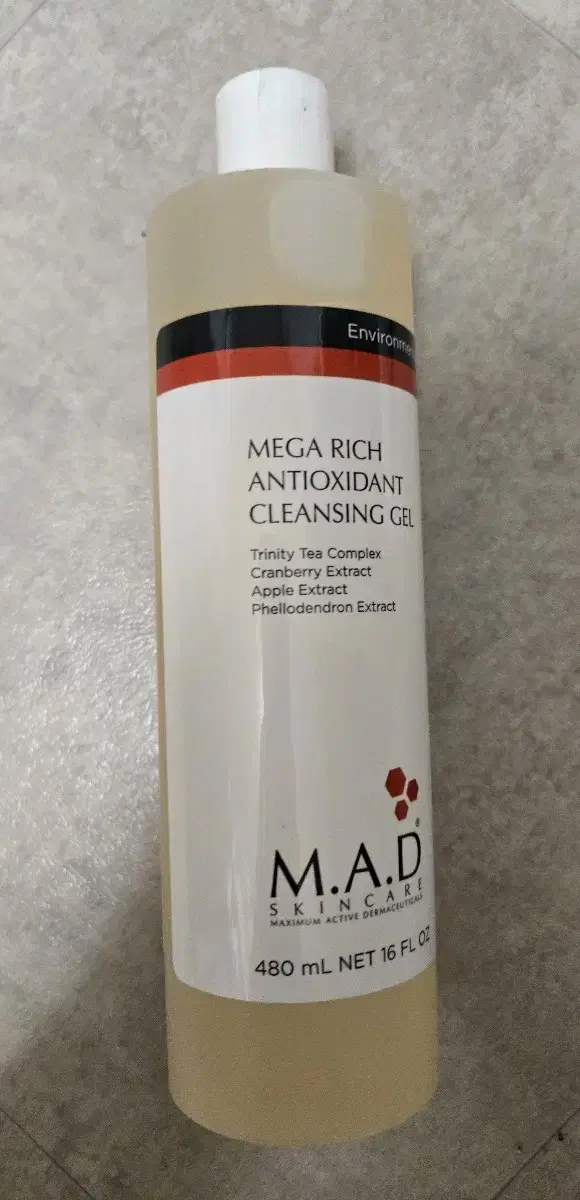 MEGA RICH
ANTIOXIDANT
CLEANSING GEL
Trinity Tea Complex
Cranberry Extract
Apple Extract
Phellodendron Extract
M.A.D®
SKINCARE
MAXIMUM ACTIVE DERMACEUTICALS
480 mL NET 16 FL OZ